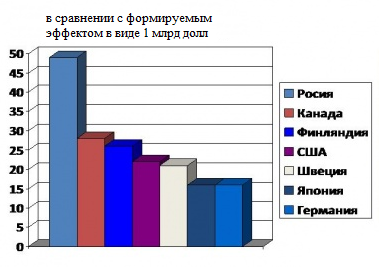 в сравнении с формируемым
эффектом в виде 1 млрд долл
50
45
40
35
30
25
20
15
10
5
0
Росия
Канада
Финляндия
США
Швеция
Япония
Германия